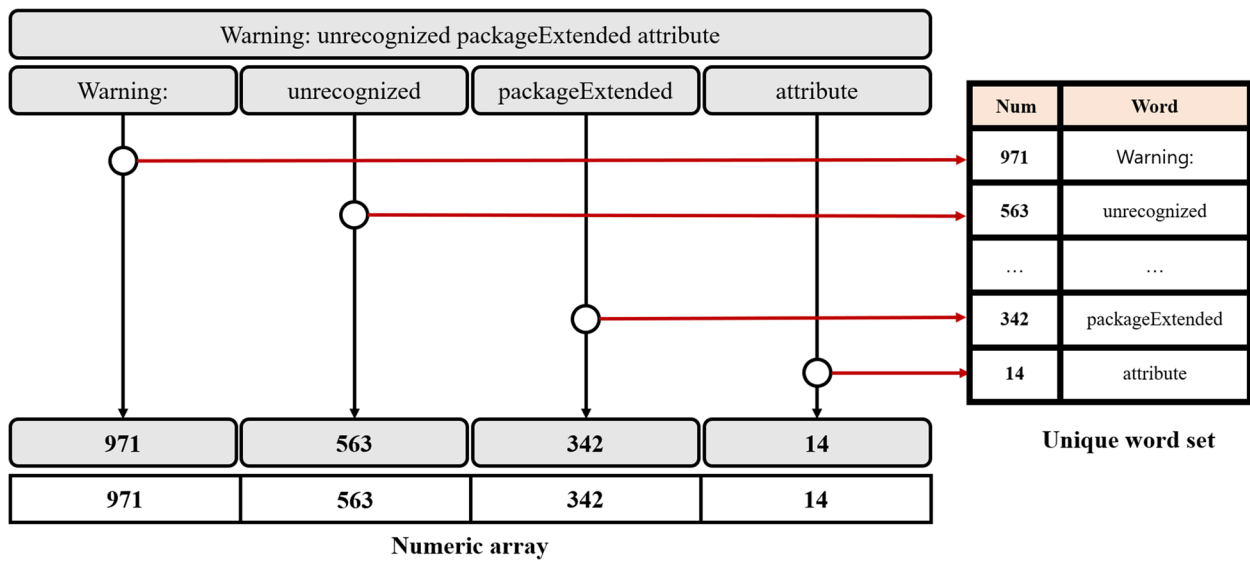 Warning: unrecognized packageExtended attribute
Warning: unrecognized packageExtended attribute
Num Word
971 Warning:
563 unrecognized
... ...
342 packageExtended
14 attribute
Unique word set
971 563 342 14
971 563 342 14
Numeric array